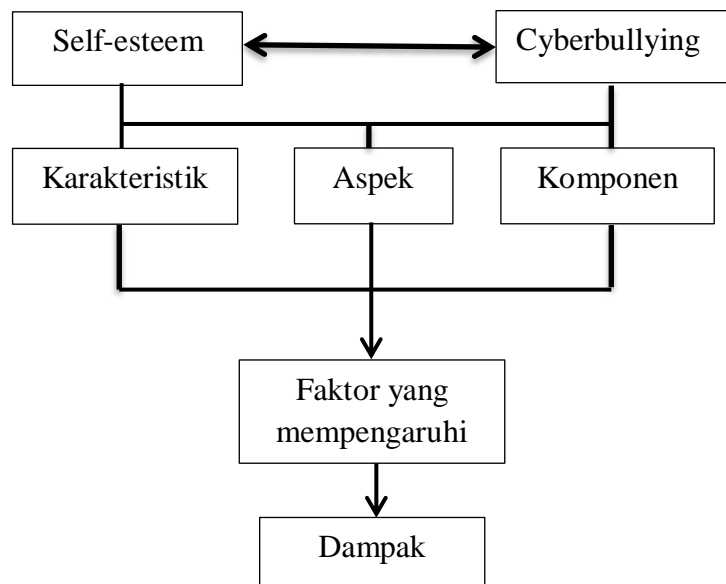 Self-esteem
Cyberbullying
Karakteristik
Aspek
Komponen
Faktor yang
mempengaruhi
Dampak